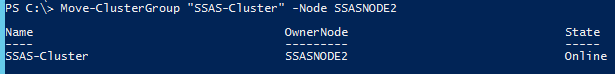 PS C:\> Move-ClusterGroup "SSAS-Cluster" -Node SSASNODE2
Name OwnerNode State
---- --------- -----
SSAS-Cluster SSASNODE2 Online